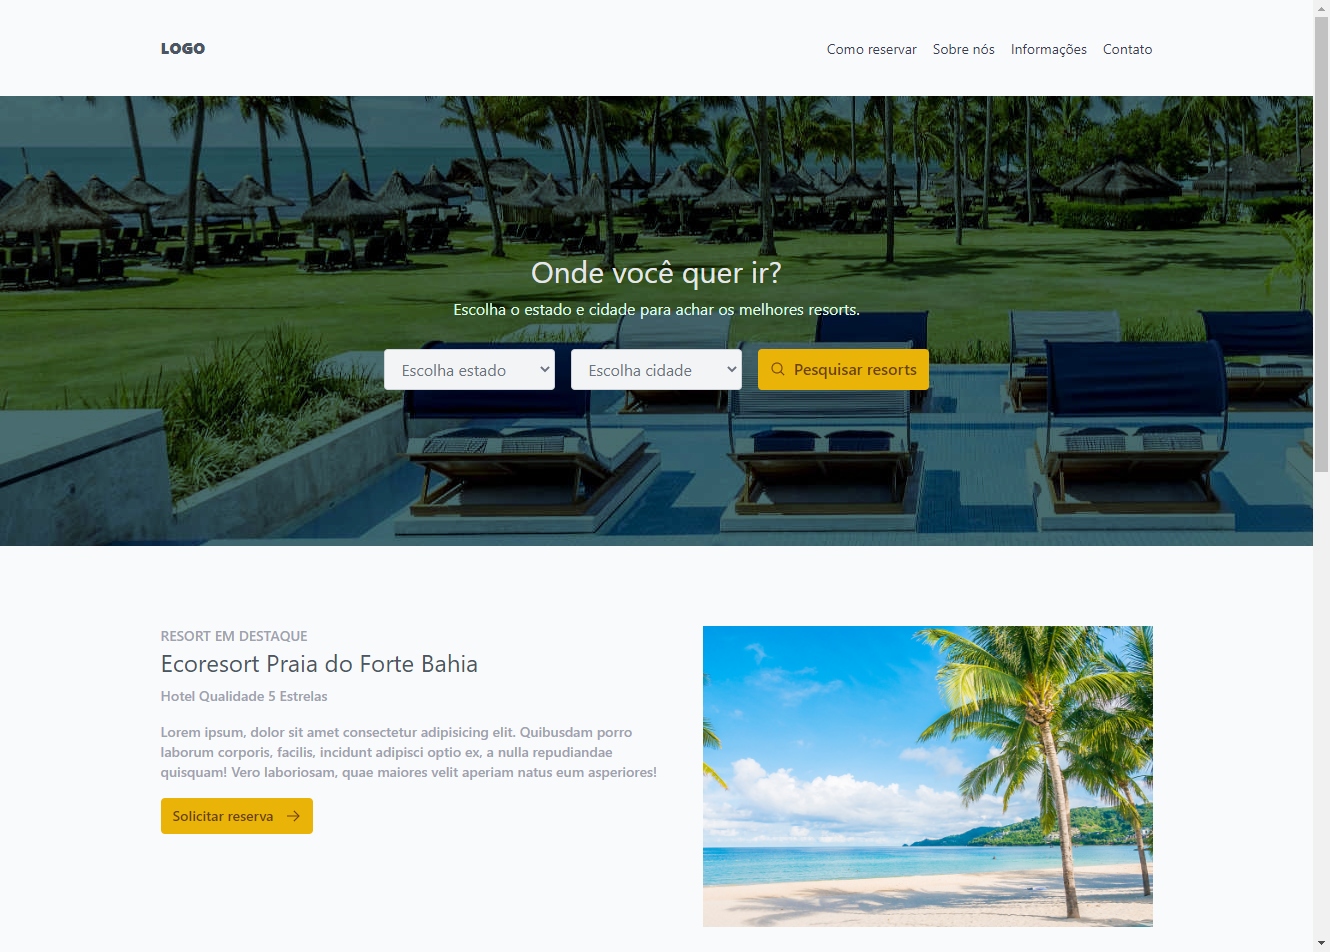 LOGO
Como reservar
Sobre nós
Informações
Contato
Onde você quer ir?
Escolha o estado e cidade para achar os melhores resorts.
Escolha estado
Escolha cidade
Pesquisar resorts
RESORT EM DESTAQUE
Ecoresort Praia do Forte Bahia
Hotel Qualidade 5 Estrelas
Lorem ipsum, dolor sit amet consectetur adipisicing elit. Quibusdam porro
laborum corporis, facilis, incidunt adipisci optio ex, a nulla repudiandae
quisquam! Vero laboriosam, quae maiores velit aperiam natus eum asperiores!
Solicitar reserva